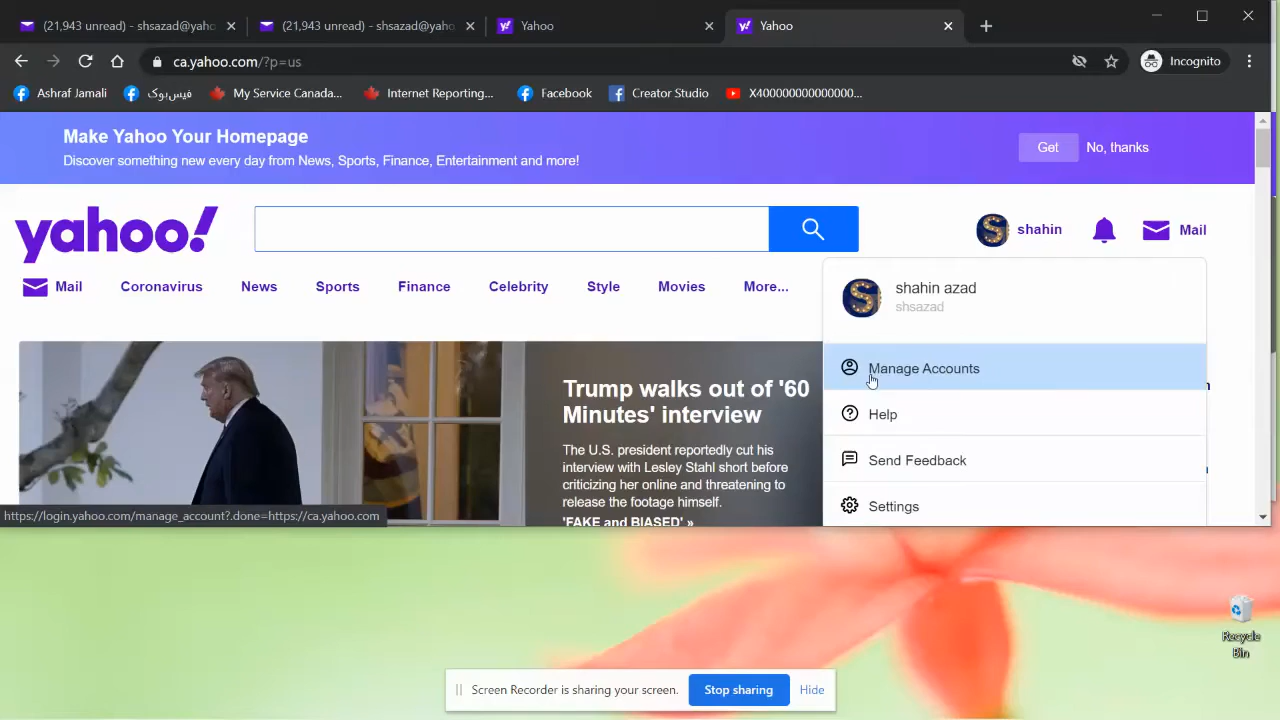 (21,943 unread) - shsazad@yaho
(21,943 unread) - shsazad@yaho
Yahoo
Yahoo
ca.yahoo.com/?p=us
Incognito
Ashraf Jamali
فیس‌بوک
My Service Canada...
Internet Reporting...
Facebook
Creator Studio
X400000000000000...
Make Yahoo Your Homepage
Discover something new every day from News, Sports, Finance, Entertainment and more!
Get
No, thanks
yahoo!
shahin
Mail
Mail
Coronavirus
News
Sports
Finance
Celebrity
Style
Movies
More...
shahin azad
shsazad
Manage Accounts
Help
Send Feedback
Settings
Trump walks out of '60
Minutes' interview
The U.S. president reportedly cut his
interview with Lesley Stahl short before
criticizing her online and threatening to
release the footage himself.
'FAKE and BIASED' »
https://login.yahoo.com/manage_account?.done=https://ca.yahoo.com
Recycle
Bin
Screen Recorder is sharing your screen.
Stop sharing
Hide